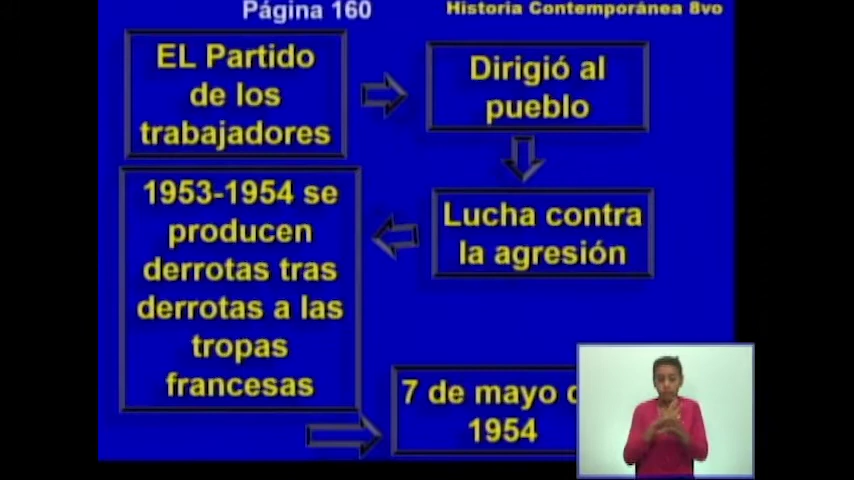 Página 160
Historia Contemporánea 8vo
EL Partido
de los
trabajadores
Dirigió al
pueblo
Lucha contra
la agresión
1953-1954 se
producen
derrotas tras
derrotas a las
tropas
francesas
7 de mayo
1954